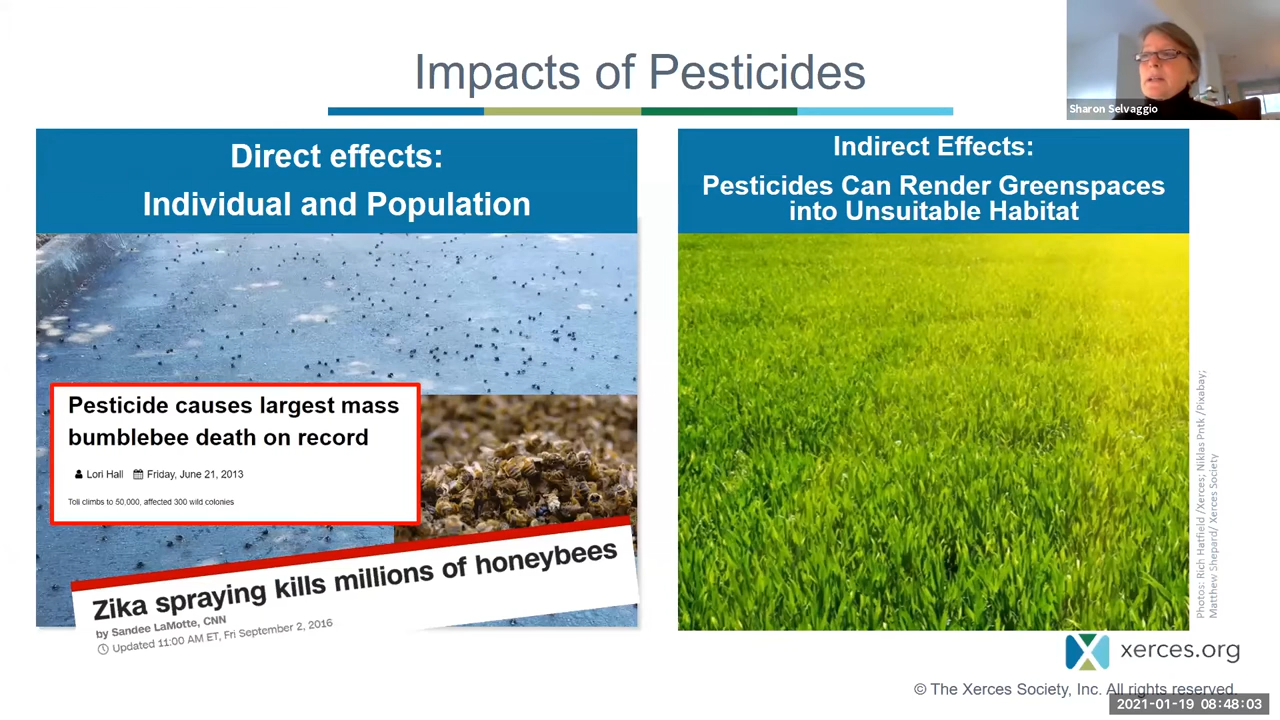 Impacts of Pesticides
Sharon Selvaggio
Direct effects:
Individual and Population
Pesticide causes largest mass
bumblebee death on record
Lori Hall Friday, June 21, 2013
Toll climbs to 50,000, affected 300 wild colonies
Zika spraying kills millions of honeybees
by Sandee LaMotte, CNN
Updated 11:00 AM ET, Fri September 2, 2016
Indirect Effects:
Pesticides Can Render Greenspaces
into Unsuitable Habitat
Photos: Rich Hatfield /Xerces; Niklas Pntk /Pixabay;
Matthew Shepard/ Xerces Society
xerces.org
© The Xerces Society, Inc. All rights reserved.
2021-01-19 08:48:03